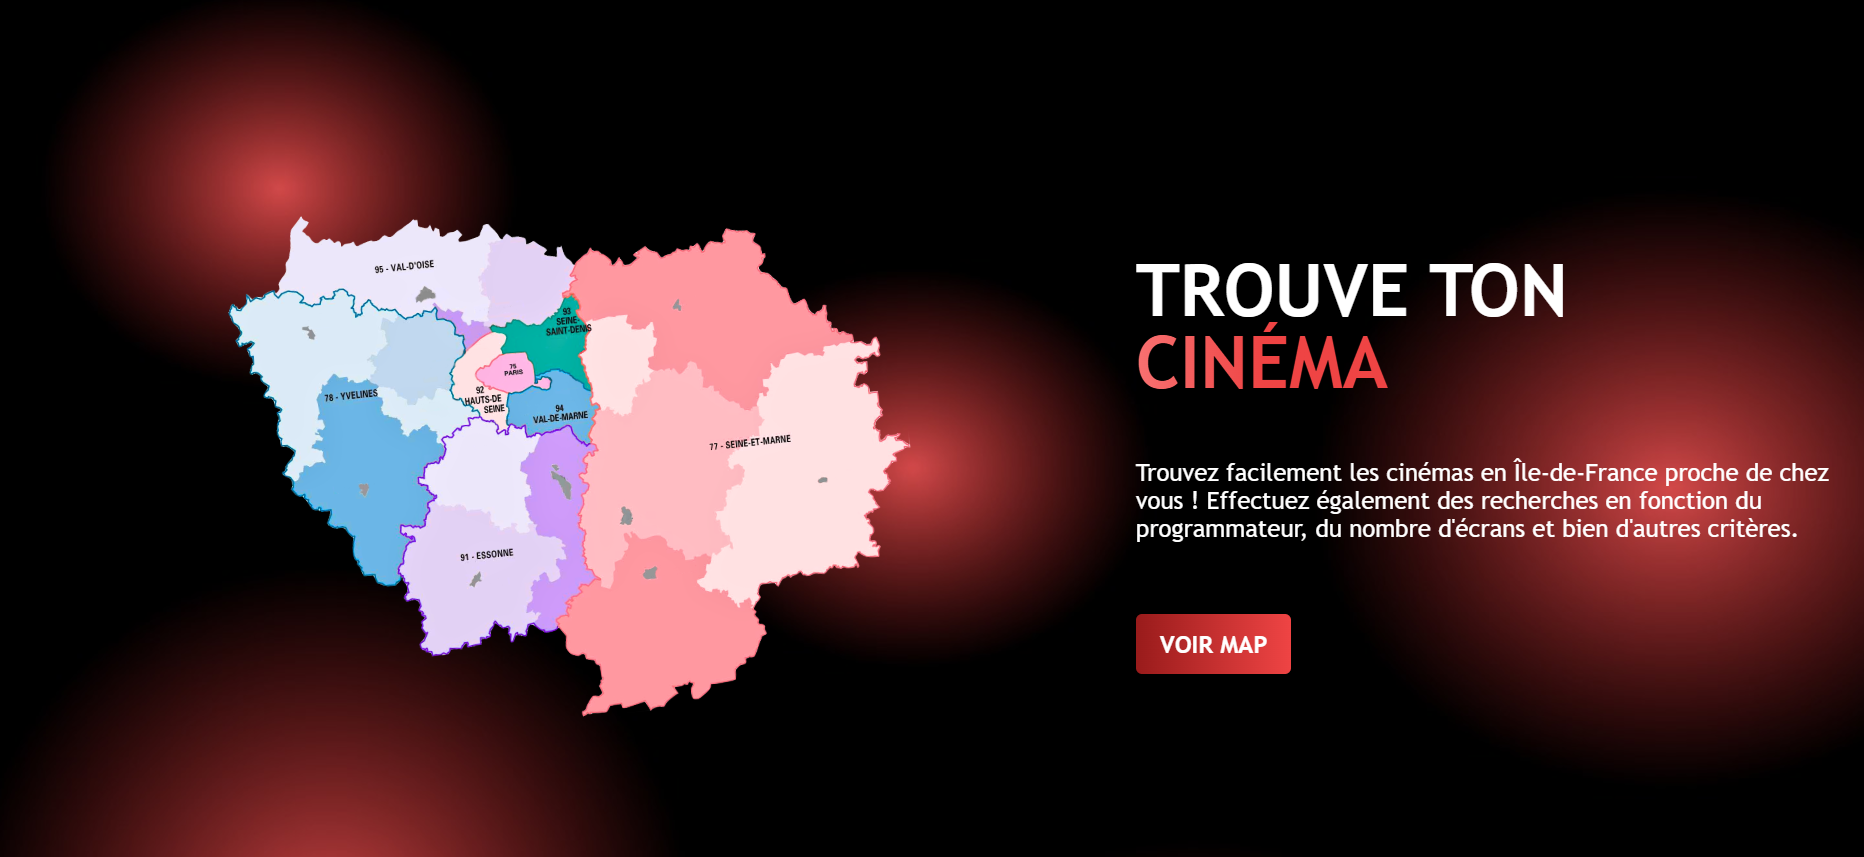 95 - VAL-D'OISE
93
SEINE-
SAINT-DENIS
75
PARIS
92
HAUTS-DE
SEINE
78 - YVELINES
94
VAL-DE-MARNE
77 - SEINE-ET-MARNE
91 - ESSONNE
TROUVE TON
CINÉMA
Trouvez facilement les cinémas en Île-de-France proche de chez
vous ! Effectuez également des recherches en fonction du
programmateur, du nombre d'écrans et bien d'autres critères.
VOIR MAP